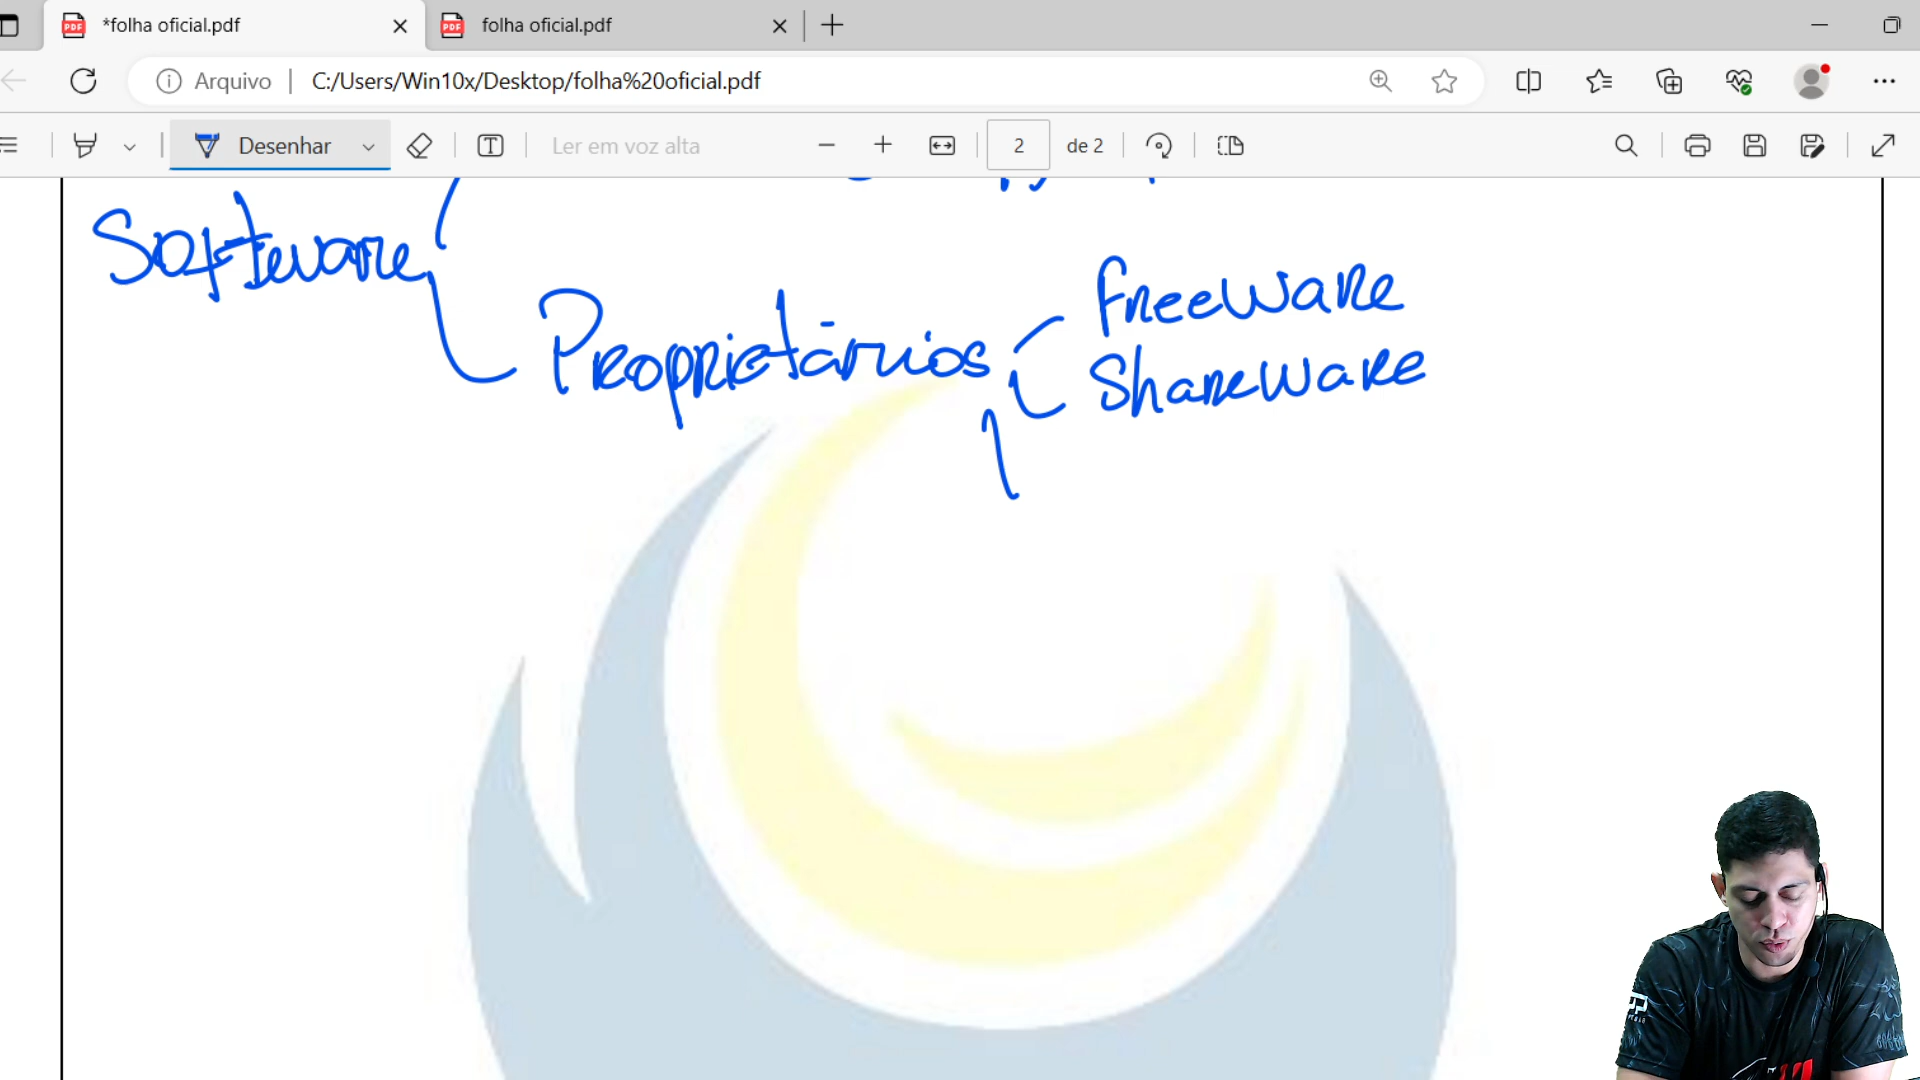 *folha oficial.pdf
folha oficial.pdf
Arquivo
C:/Users/Win10x/Desktop/folha%20oficial.pdf
Desenhar
Ler em voz alta
2
de 2
Software
Proprietários
FreeWare
ShareWare